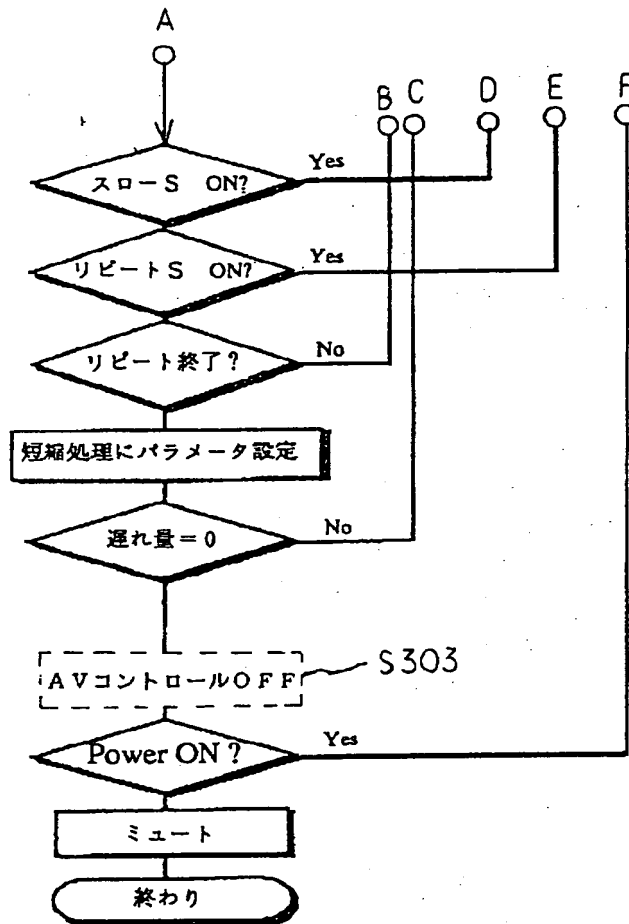 A
B C D E F
スローS ON?
Yes
リピートS ON?
Yes
リピート終了?
No
短縮処理にパラメータ設定
遅れ量=0
No
AVコントロールOFF
S303
Power ON ?
Yes
ミュート
終わり